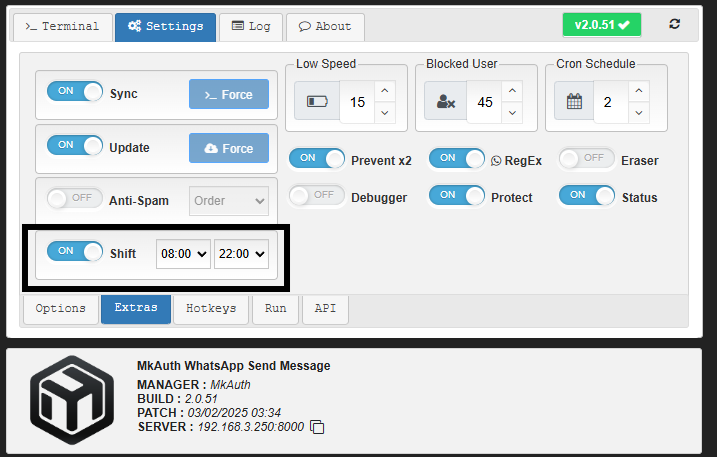 >_ Terminal Settings Log About v2.0.51 ✔
Low Speed Blocked User Cron Schedule
ON Sync >_ Force 15 45 2
ON Update Force ON Prevent x2 ON RegEx OFF Eraser
OFF Anti-Spam Order OFF Debugger ON Protect ON Status
ON Shift 08:00 22:00
Options Extras Hotkeys Run API
MkAuth WhatsApp Send Message
MANAGER : MkAuth
BUILD : 2.0.51
PATCH : 03/02/2025 03:34
SERVER : 192.168.3.250:8000